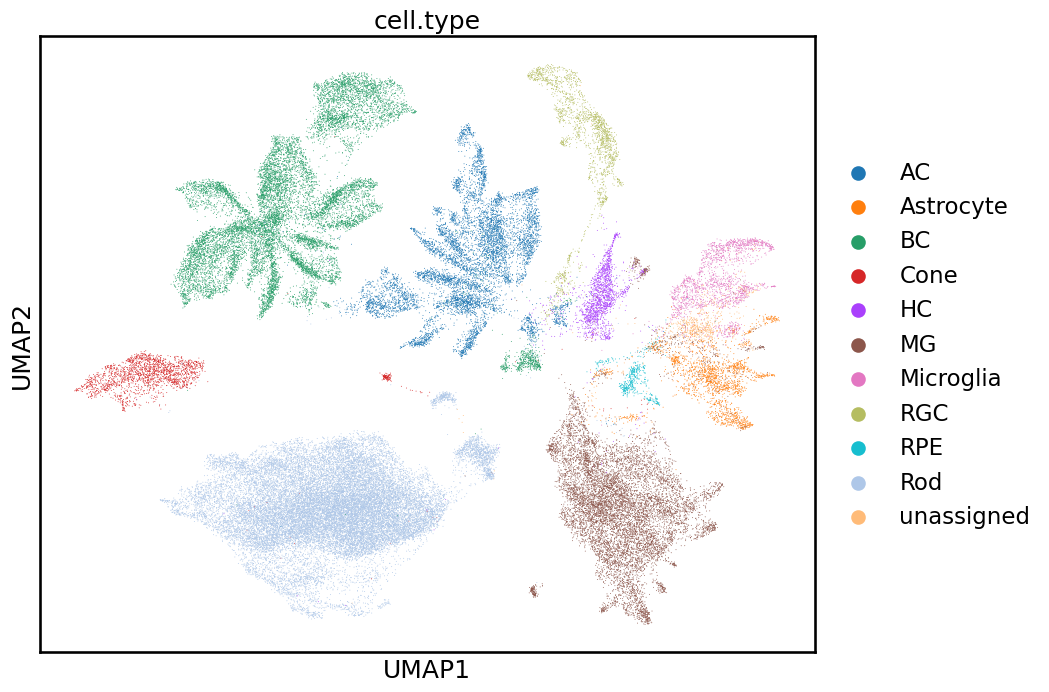 cell.type
UMAP2
UMAP1
AC
Astrocyte
BC
Cone
HC
MG
Microglia
RGC
RPE
Rod
unassigned